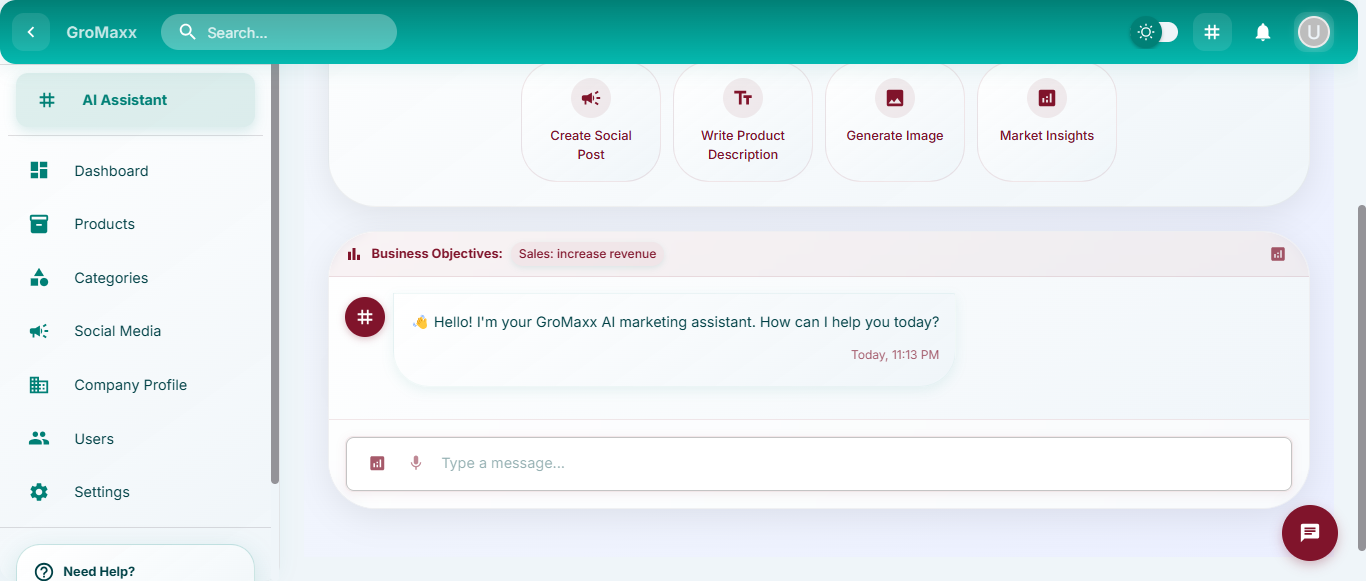 GroMaxx
Search...
U
AI Assistant
Dashboard
Products
Categories
Social Media
Company Profile
Users
Settings
Need Help?
Create Social
Post
Write Product
Description
Generate Image
Market Insights
Business Objectives: Sales: increase revenue
👋 Hello! I'm your GroMaxx AI marketing assistant. How can I help you today?
Today, 11:13 PM
Type a message...